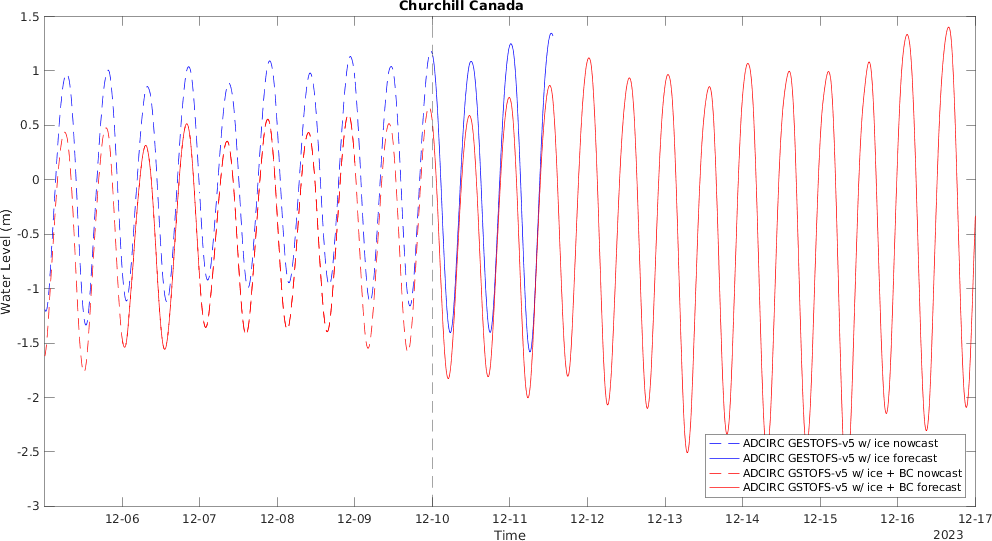 Churchill Canada
1.5
1
0.5
0
-0.5
-1
-1.5
-2
-2.5
-3
Water Level (m)
ADCIRC GESTOFS-v5 w/ ice nowcast
ADCIRC GESTOFS-v5 w/ ice forecast
ADCIRC GSTOFS-v5 w/ ice + BC nowcast
ADCIRC GSTOFS-v5 w/ ice + BC forecast
12-06 12-07 12-08 12-09 12-10 12-11 12-12 12-13 12-14 12-15 12-16 12-17
Time
2023